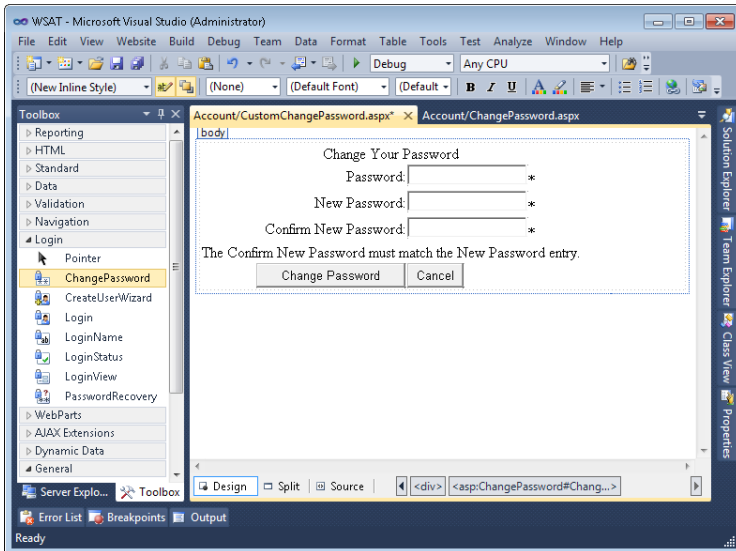 WSAT - Microsoft Visual Studio (Administrator)
File Edit View Website Build Debug Team Data Format Table Tools Test Analyze Window Help
Debug Any CPU
(New Inline Style) (None) (Default Font) (Default B I U A
Toolbox
Account/CustomChangePassword.aspx* Account/ChangePassword.aspx
Reporting
HTML
Standard
Data
Validation
Navigation
Login
Pointer
ChangePassword
CreateUserWizard
Login
LoginName
LoginStatus
LoginView
PasswordRecovery
WebParts
AJAX Extensions
Dynamic Data
General
body
Change Your Password
Password: *
New Password: *
Confirm New Password: *
The Confirm New Password must match the New Password entry.
Change Password Cancel
Solution Explorer
Team Explorer
Class View
Properties
Server Explo... Toolbox
Design Split Source <div> <asp:ChangePassword#Chang...>
Error List Breakpoints Output
Ready